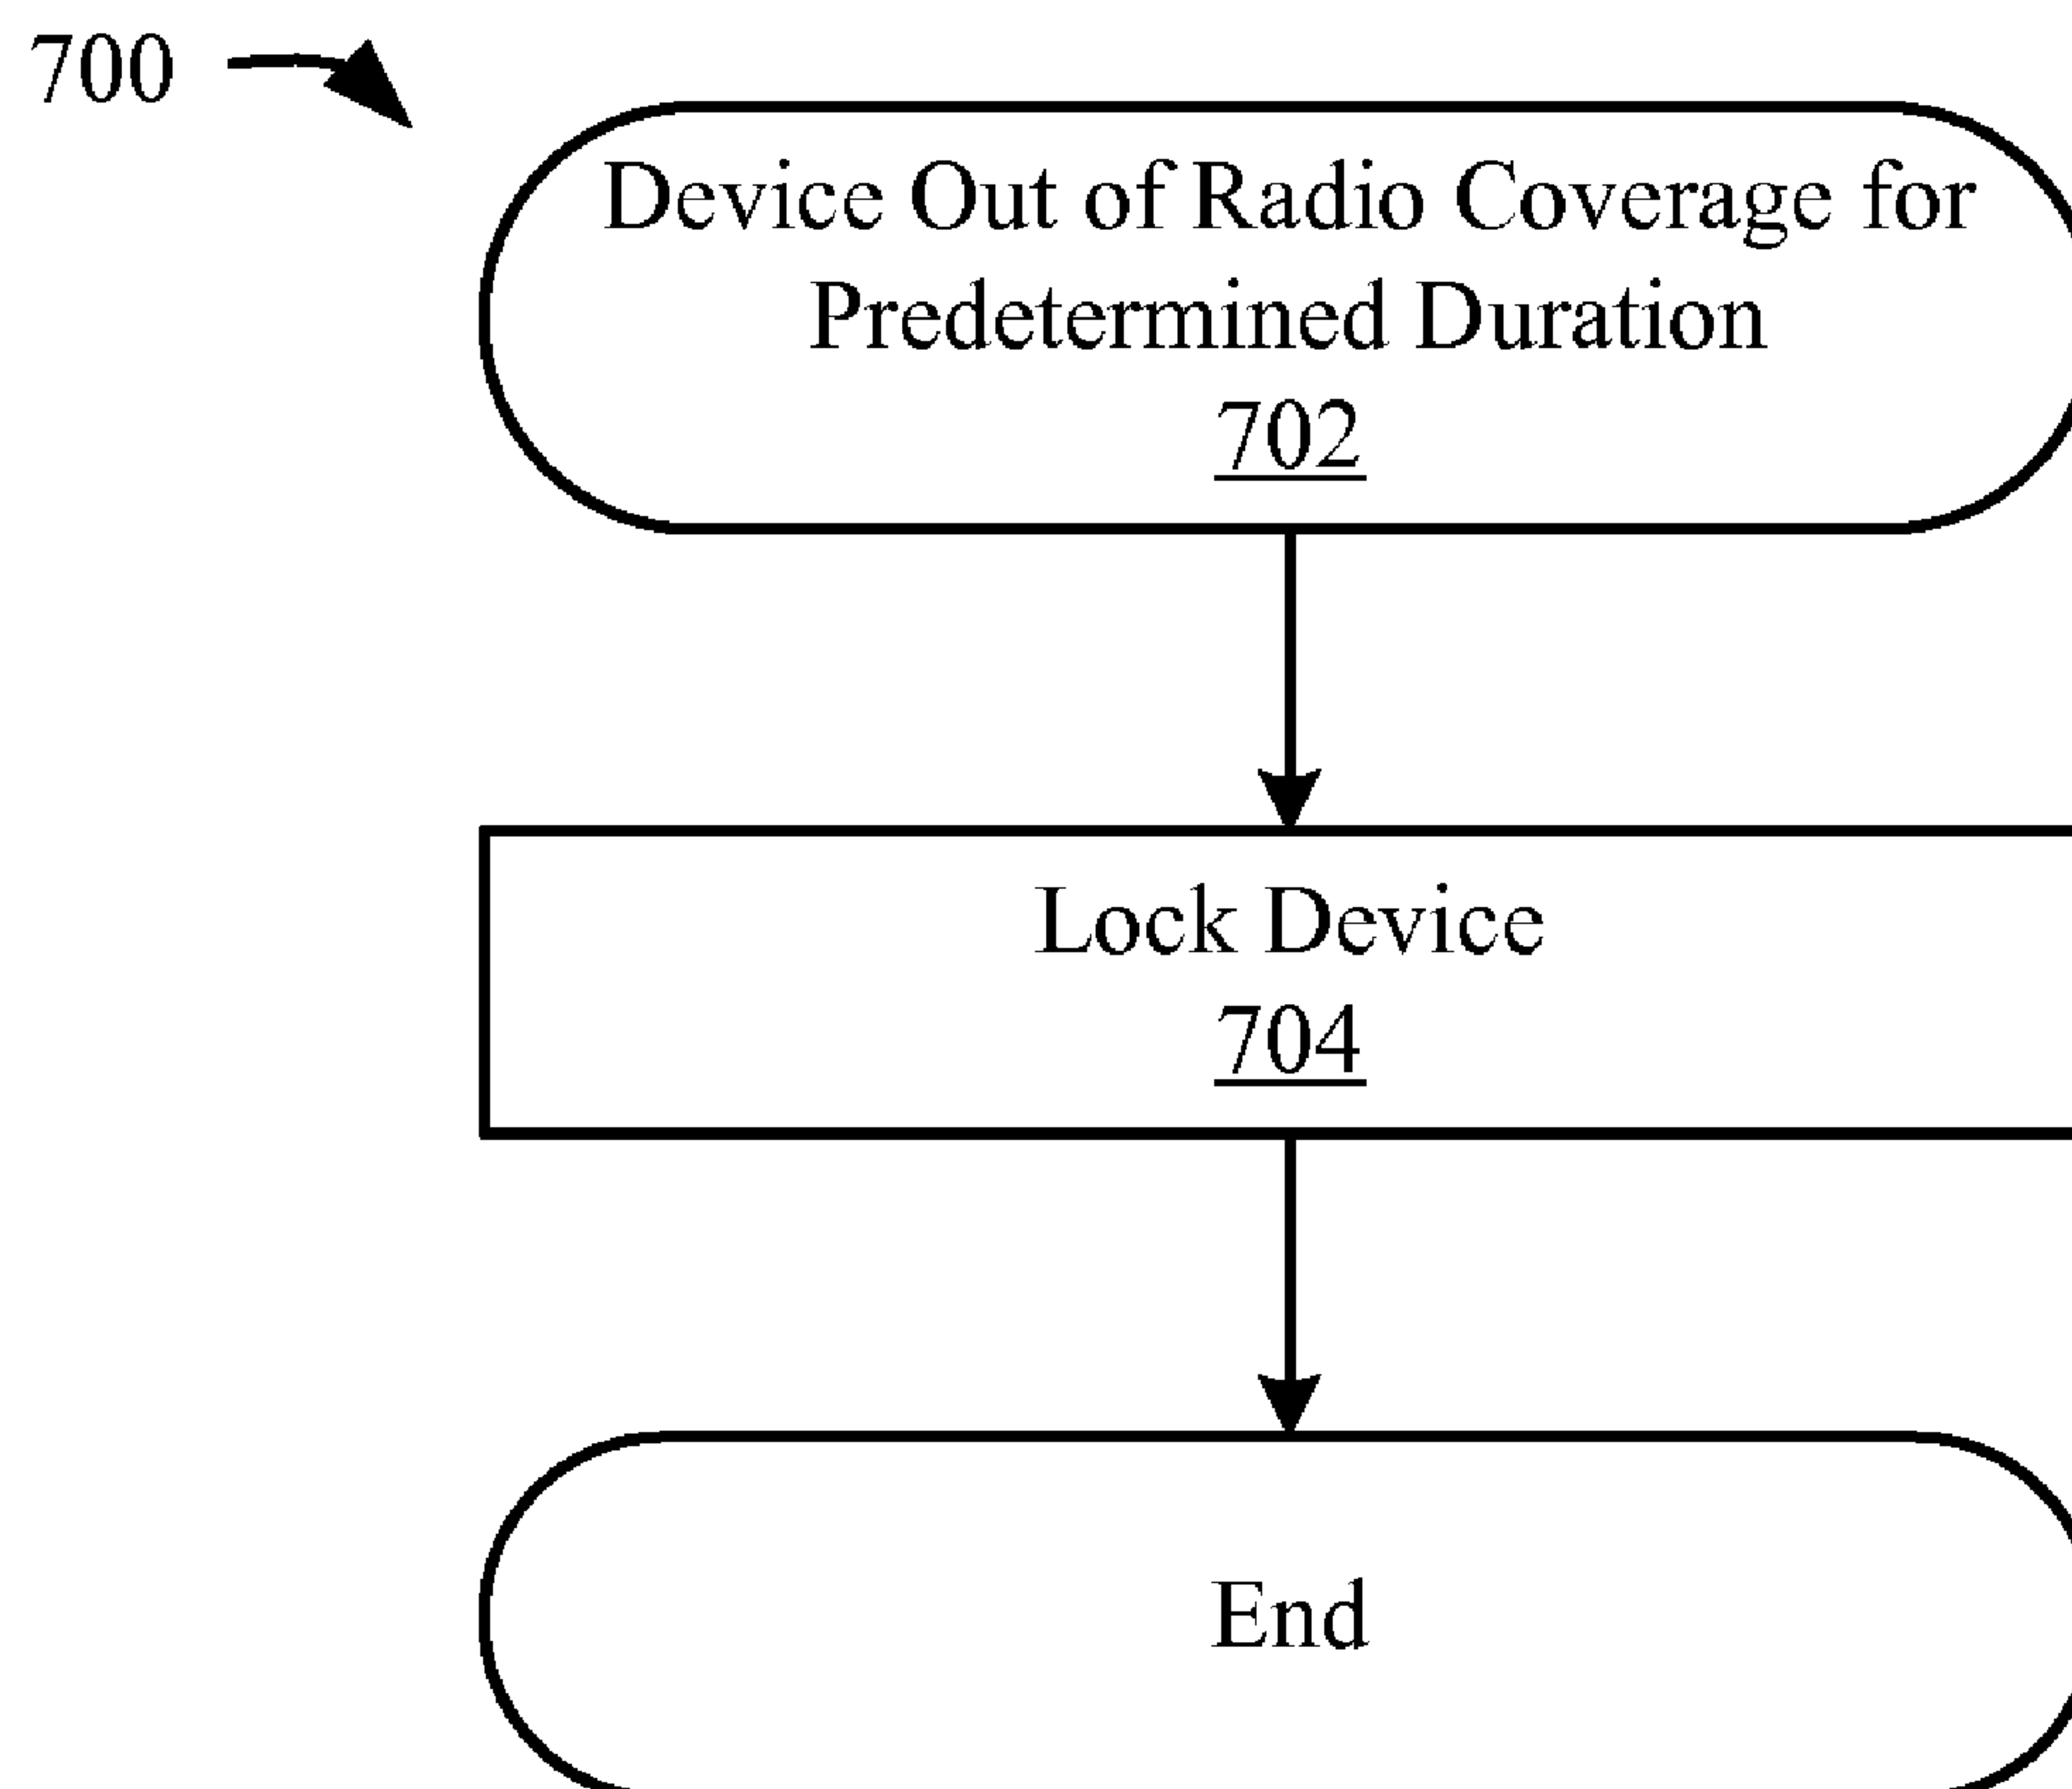 700
Device Out of Radio Coverage for
Predetermined Duration
702
Lock Device
704
End